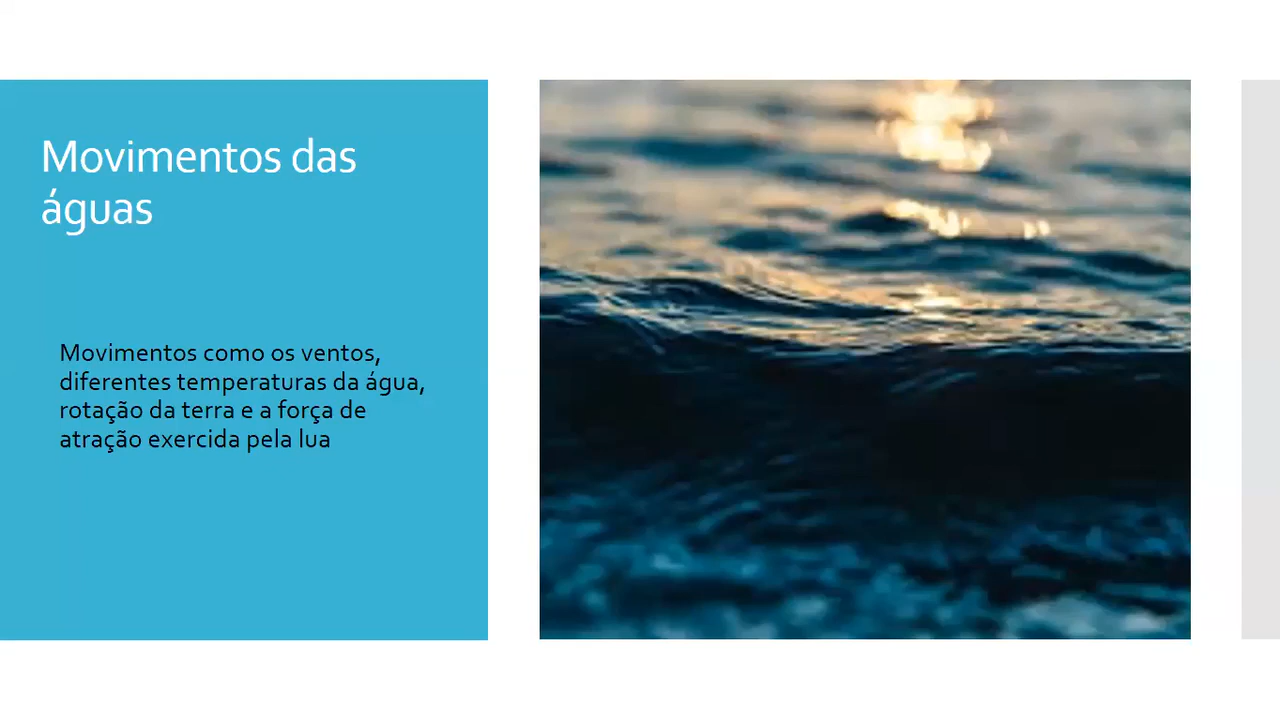 Movimentos das
águas
Movimentos como os ventos,
diferentes temperaturas da água,
rotação da terra e a força de
atração exercida pela lua